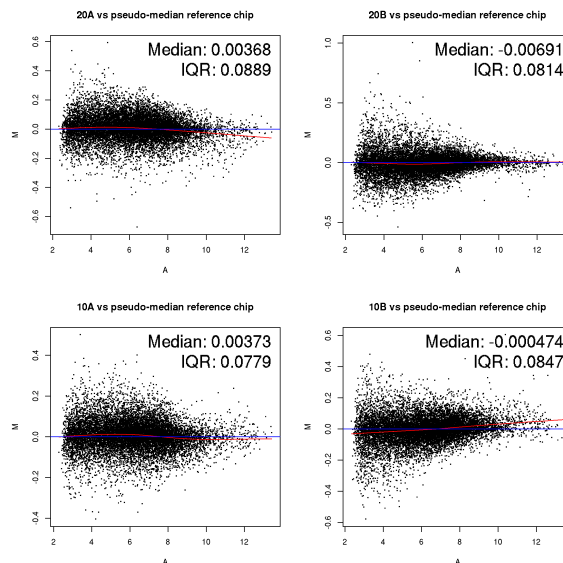 20A vs pseudo-median reference chip
Median: 0.00368
IQR: 0.0889
0.6
0.4
0.2
0.0
-0.2
-0.4
-0.6
M
2 4 6 8 10 12
A
20B vs pseudo-median reference chip
Median: -0.00691
IQR: 0.0814
1.0
0.5
0.0
-0.5
M
2 4 6 8 10 12
A
10A vs pseudo-median reference chip
Median: 0.00373
IQR: 0.0779
0.4
0.2
0.0
-0.2
-0.4
M
2 4 6 8 10 12
A
10B vs pseudo-median reference chip
Median: -0.000474
IQR: 0.0847
0.6
0.4
0.2
0.0
-0.2
-0.4
-0.6
M
2 4 6 8 10 12
A